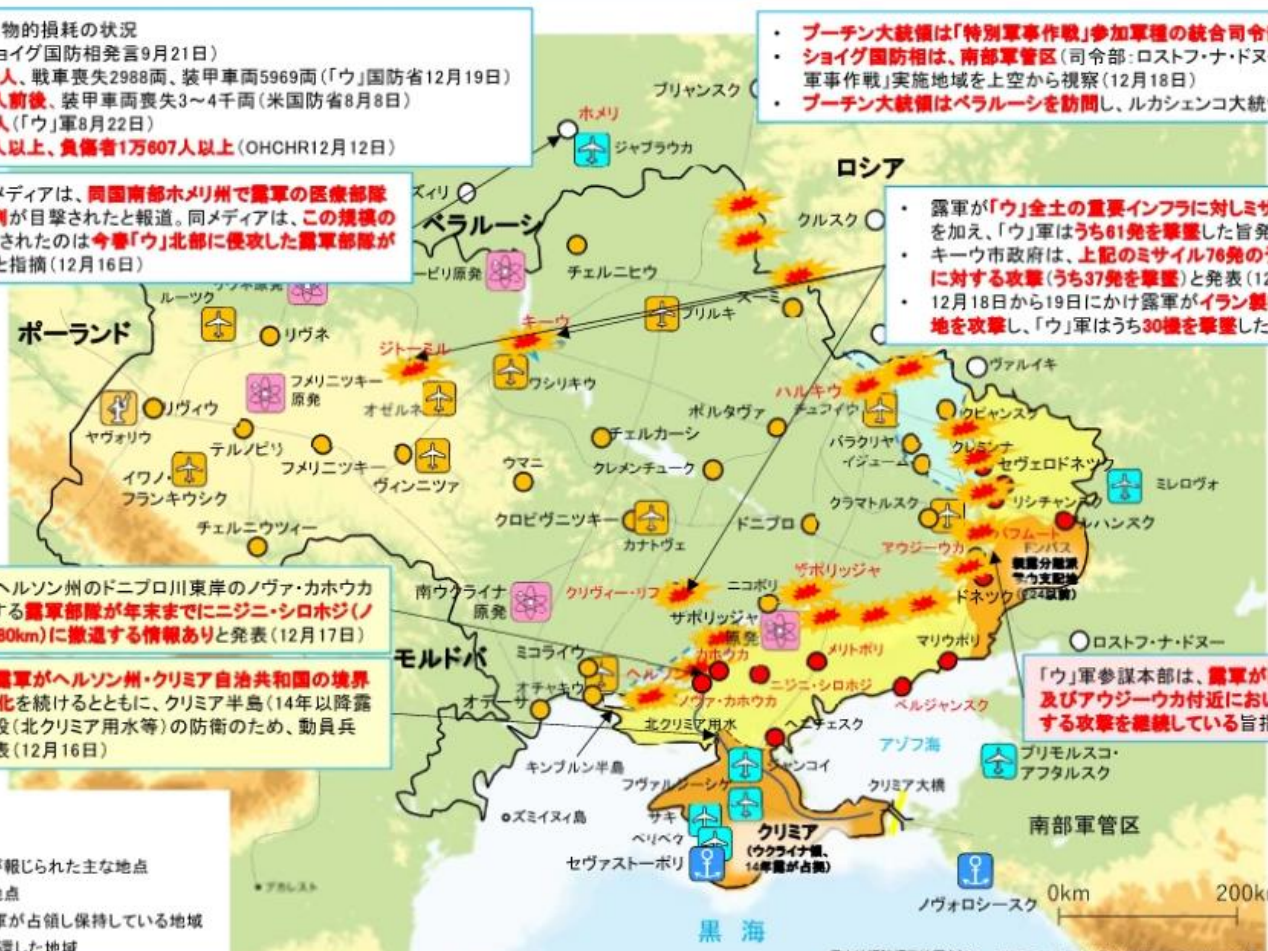 物的損耗の状況
ョイグ国防相発言9月21日）
人、戦車喪失2988両、装甲車両5969両（「ウ」国防省12月19日）
人前後、装甲車両喪失3～4千両（米国防省8月8日）
人（「ウ」軍8月22日）
人以上、負傷者1万607人以上（OHCHR12月12日）
・ プーチン大統領は「特別軍事作戦」参加軍種の統合司令
・ ショイグ国防相は、南部軍管区（司令部：ロストフ・ナ・ドヌ
軍事作戦」実施地域を上空から視察（12月18日）
・ プーチン大統領はベラルーシを訪問し、ルカシェンコ大統
メディアは、同国南部ホメリ州で露軍の医療部隊
が目撃されたと報道。同メディアは、この規模の
されたのは今春「ウ」北部に侵攻した露軍部隊が
と指摘（12月16日）
・ 露軍が「ウ」全土の重要インフラに対しミサ
を加え、「ウ」軍はうち61発を撃墜した旨発
・ キーウ市政府は、上記のミサイル76発の
に対する攻撃（うち37発を撃墜）と発表（12
・ 12月18日から19日にかけ露軍がイラン製
地を攻撃し、「ウ」軍はうち30機を撃墜した
ブリャンスク
ホメリ
ジャブラウカ
ロシア
ズィリ
クルスク
ベラルーシ
チェルニヒウ
ービリ原発
リウネ原発
ルーツク
スーミ
プリルキ
ポーランド
リヴネ
キーウ
ジトーミル
ヴァルイキ
フメリニツキー
原発
ワシリキウ
ハルキウ
オゼルネ
チュフイウ
リヴィウ
ポルタヴァ
クピャンスク
ヤヴォリウ
テルノピリ
チェルカーシ
バラクリヤ
クレミンナ
フメリニツキー
イジューム
セヴェロドネツク
イワノ・
フランキウシク
ヴィンニツァ
ウマニ
クレメンチューク
ミレロヴォ
クラマトルスク
リシチャンスク
チェルニウツィー
クロピヴニツキー
カナトヴェ
ドニプロ
ルハンスク
バフムート
アウジーウカ
ドンバス
ザポリッジャ
ニコポリ
ドネツク
南ウクライナ
原発
クリヴィー・リフ
ザポリッジャ
原発
マリウポリ
ロストフ・ナ・ドヌー
ヘルソン州のドニプロ川東岸のノヴァ・カホウカ
する露軍部隊が年末までにニジニ・シロホジ（ノ
80km）に撤退する情報ありと発表（12月17日）
モルドバ
ミコライウ
カホウカ
メリトポリ
ヘルソン
ニジニ・シロホジ
オチャキウ
ノヴァ・カホウカ
ベルジャンスク
オデーサ
北クリミア用水
ヘニチェスク
露軍がヘルソン州・クリミア自治共和国の境界
化を続けるとともに、クリミア半島（14年以降露
設（北クリミア用水等）の防衛のため、動員兵
表（12月16日）
「ウ」軍参謀本部は、露軍が
及びアウジーウカ付近におい
する攻撃を継続している旨指
アゾフ海
プリモルスコ・
アフタルスク
キンブルン半島
ジャンコイ
フヴァルジーシケ
クリミア大橋
ズミイヌィ島
サキ
ベリベク
クリミア
（ウクライナ領、
14年露が占拠）
南部軍管区
セヴァストーポリ
ノヴォロシースク
0km
200km
黒 海
ブカレスト
が報じられた主な地点
地点
軍が占領し保持している地域
還した地域